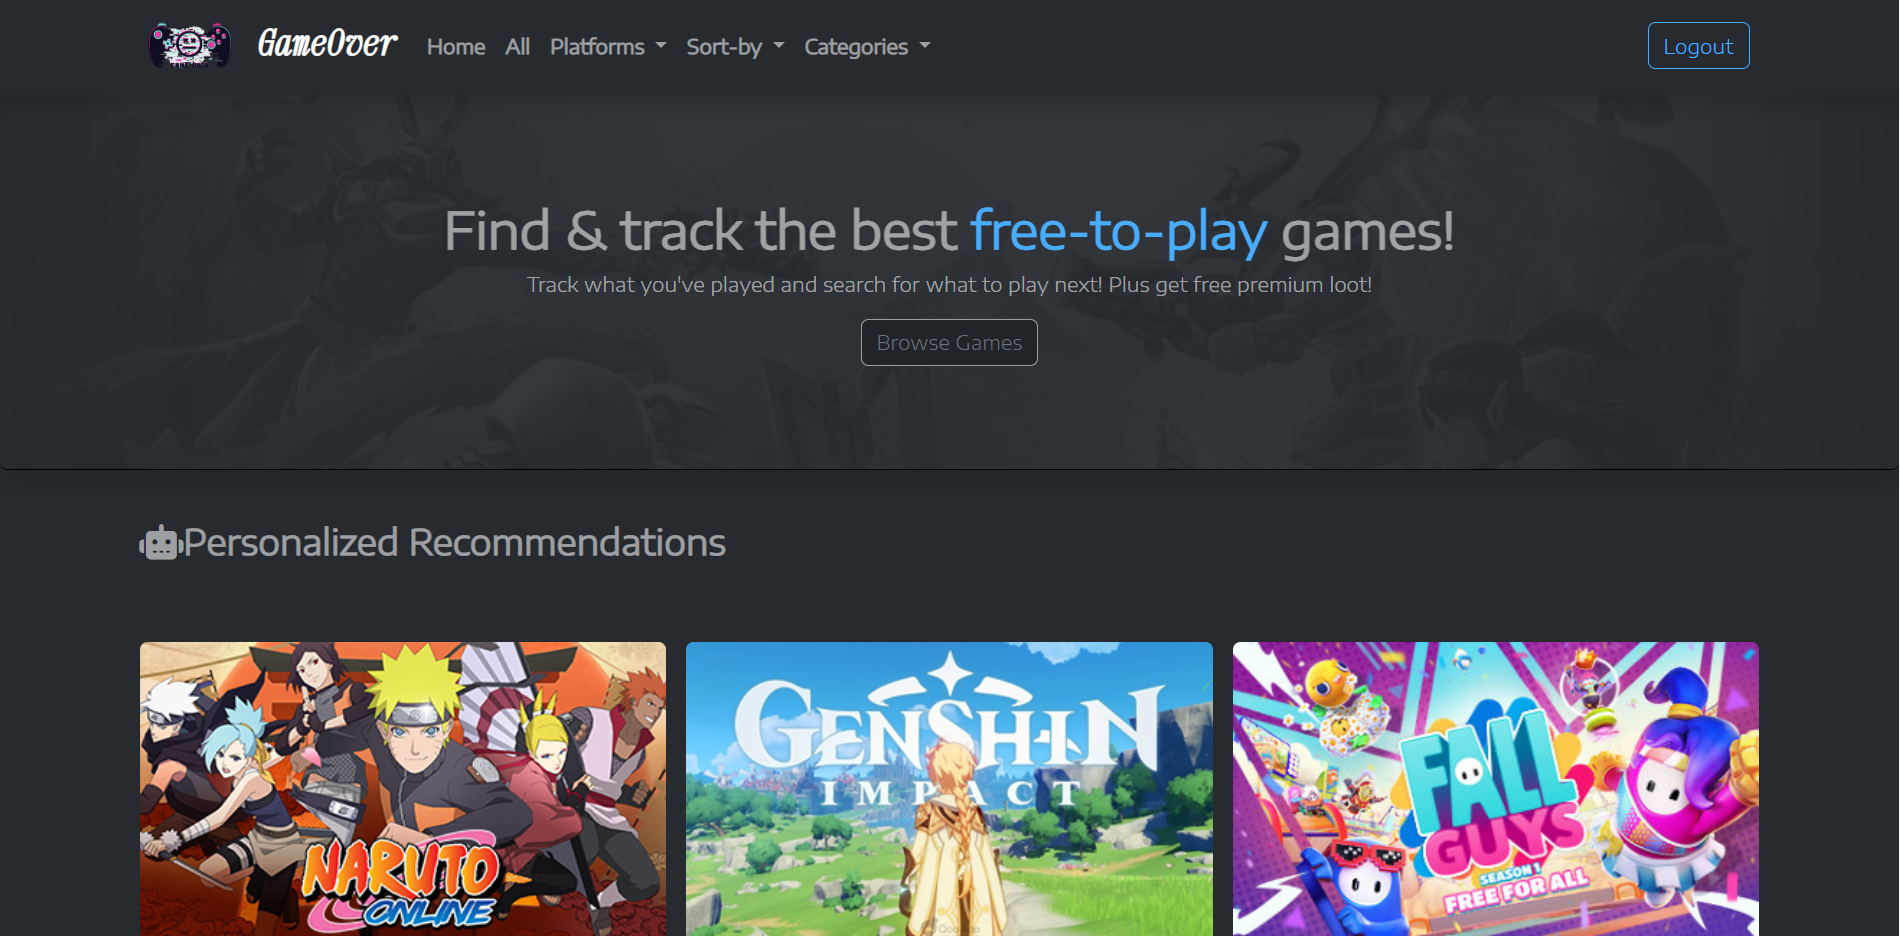 GameOver
Home
All
Platforms
Sort-by
Categories
Logout
Find & track the best free-to-play games!
Track what you've played and search for what to play next! Plus get free premium loot!
Browse Games
Personalized Recommendations
NARUTO
ONLINE
GENSHIN
IMPACT
FALL
GUYS
SEASON 1
FREE FOR ALL